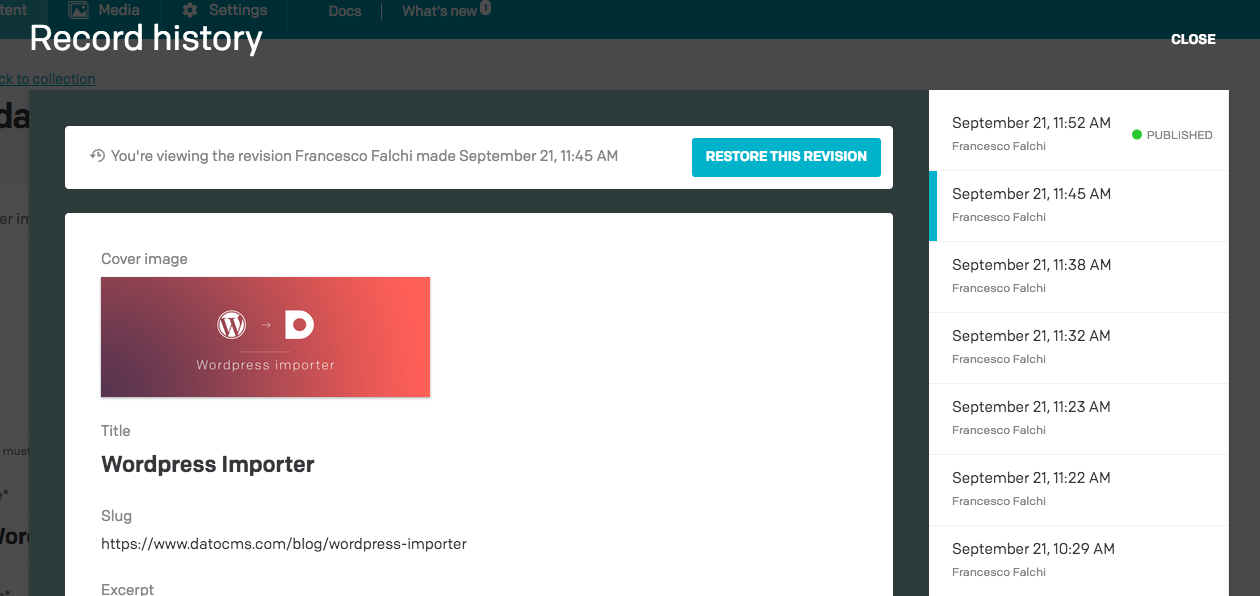 Media
Settings
Docs
What's new
1
Record history
CLOSE
ck to collection
da
September 21, 11:52 AM
Francesco Falchi
PUBLISHED
You're viewing the revision Francesco Falchi made September 21, 11:45 AM
RESTORE THIS REVISION
September 21, 11:45 AM
Francesco Falchi
er im
September 21, 11:38 AM
Francesco Falchi
Cover image
W → D
Wordpress importer
September 21, 11:32 AM
Francesco Falchi
September 21, 11:23 AM
Francesco Falchi
Title
must
Wordpress Importer
September 21, 11:22 AM
Francesco Falchi
Slug
https://www.datocms.com/blog/wordpress-importer
September 21, 10:29 AM
Francesco Falchi
Excerpt